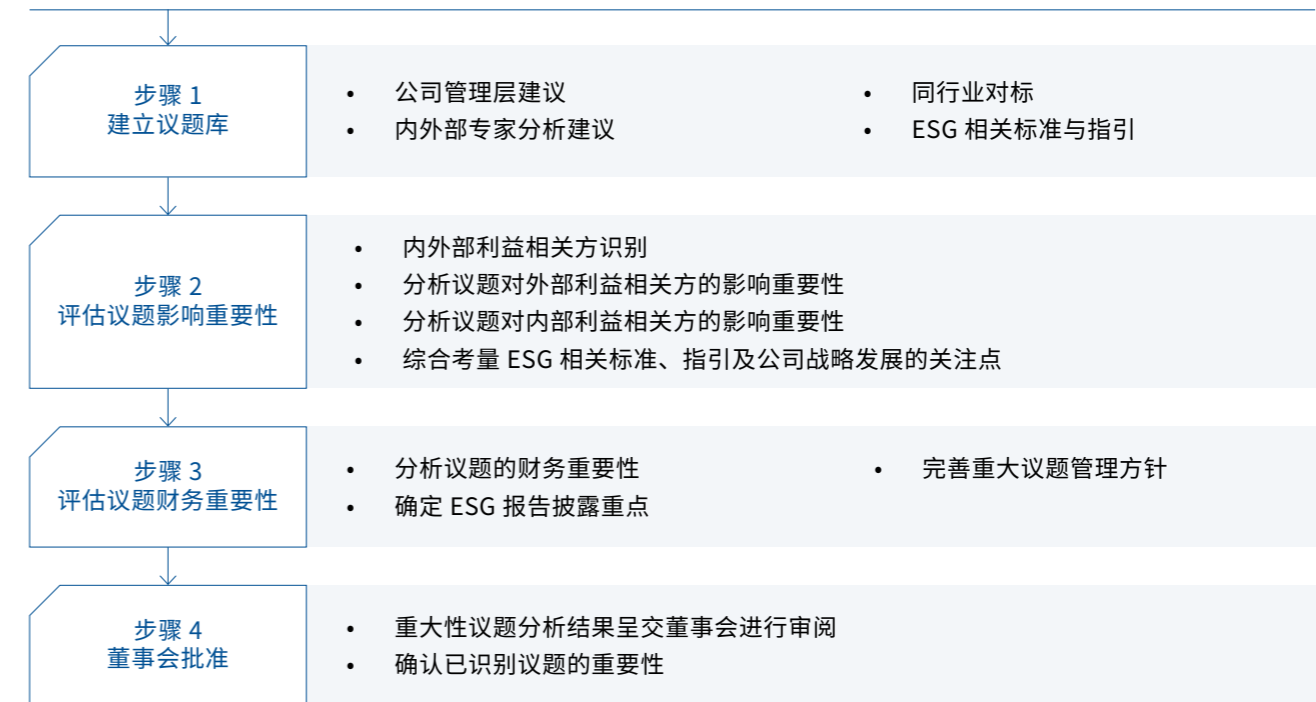 步骤 1
建立议题库
• 公司管理层建议
• 内外部专家分析建议
• 同行业对标
• ESG 相关标准与指引
步骤 2
评估议题影响重要性
• 内外部利益相关方识别
• 分析议题对外部利益相关方的影响重要性
• 分析议题对内部利益相关方的影响重要性
• 综合考量 ESG 相关标准、指引及公司战略发展的关注点
步骤 3
评估议题财务重要性
• 分析议题的财务重要性
• 确定 ESG 报告披露重点
• 完善重大议题管理方针
步骤 4
董事会批准
• 重大性议题分析结果呈交董事会进行审阅
• 确认已识别议题的重要性